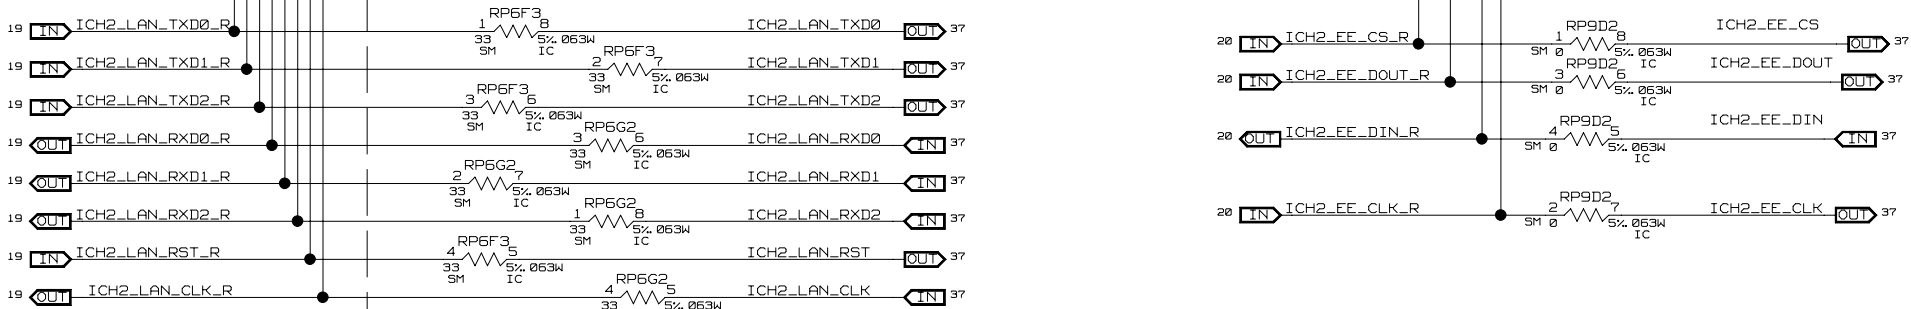 19 IN ICH2_LAN_TXD0_R RP6F3 1 8 33 5%.063W SM IC ICH2_LAN_TXD0 OUT 37
19 IN ICH2_LAN_TXD1_R RP6F3 2 7 33 5%.063W SM IC ICH2_LAN_TXD1 OUT 37
19 IN ICH2_LAN_TXD2_R RP6F3 3 6 33 5%.063W SM IC ICH2_LAN_TXD2 OUT 37
19 OUT ICH2_LAN_RXD0_R RP6G2 3 6 33 5%.063W SM IC ICH2_LAN_RXD0 IN 37
19 OUT ICH2_LAN_RXD1_R RP6G2 2 7 33 5%.063W SM IC ICH2_LAN_RXD1 IN 37
19 OUT ICH2_LAN_RXD2_R RP6G2 1 8 33 5%.063W SM IC ICH2_LAN_RXD2 IN 37
19 IN ICH2_LAN_RST_R RP6F3 4 5 33 5%.063W SM IC ICH2_LAN_RST OUT 37
19 OUT ICH2_LAN_CLK_R RP6G2 4 5 33 5%.063W ICH2_LAN_CLK IN 37
20 IN ICH2_EE_CS_R RP9D2 1 8 SM 0 5%.063W IC ICH2_EE_CS OUT 37
20 IN ICH2_EE_DOUT_R RP9D2 3 6 SM 0 5%.063W IC ICH2_EE_DOUT OUT 37
20 OUT ICH2_EE_DIN_R RP9D2 4 5 SM 0 5%.063W IC ICH2_EE_DIN IN 37
20 IN ICH2_EE_CLK_R RP9D2 2 7 SM 0 5%.063W IC ICH2_EE_CLK OUT 37